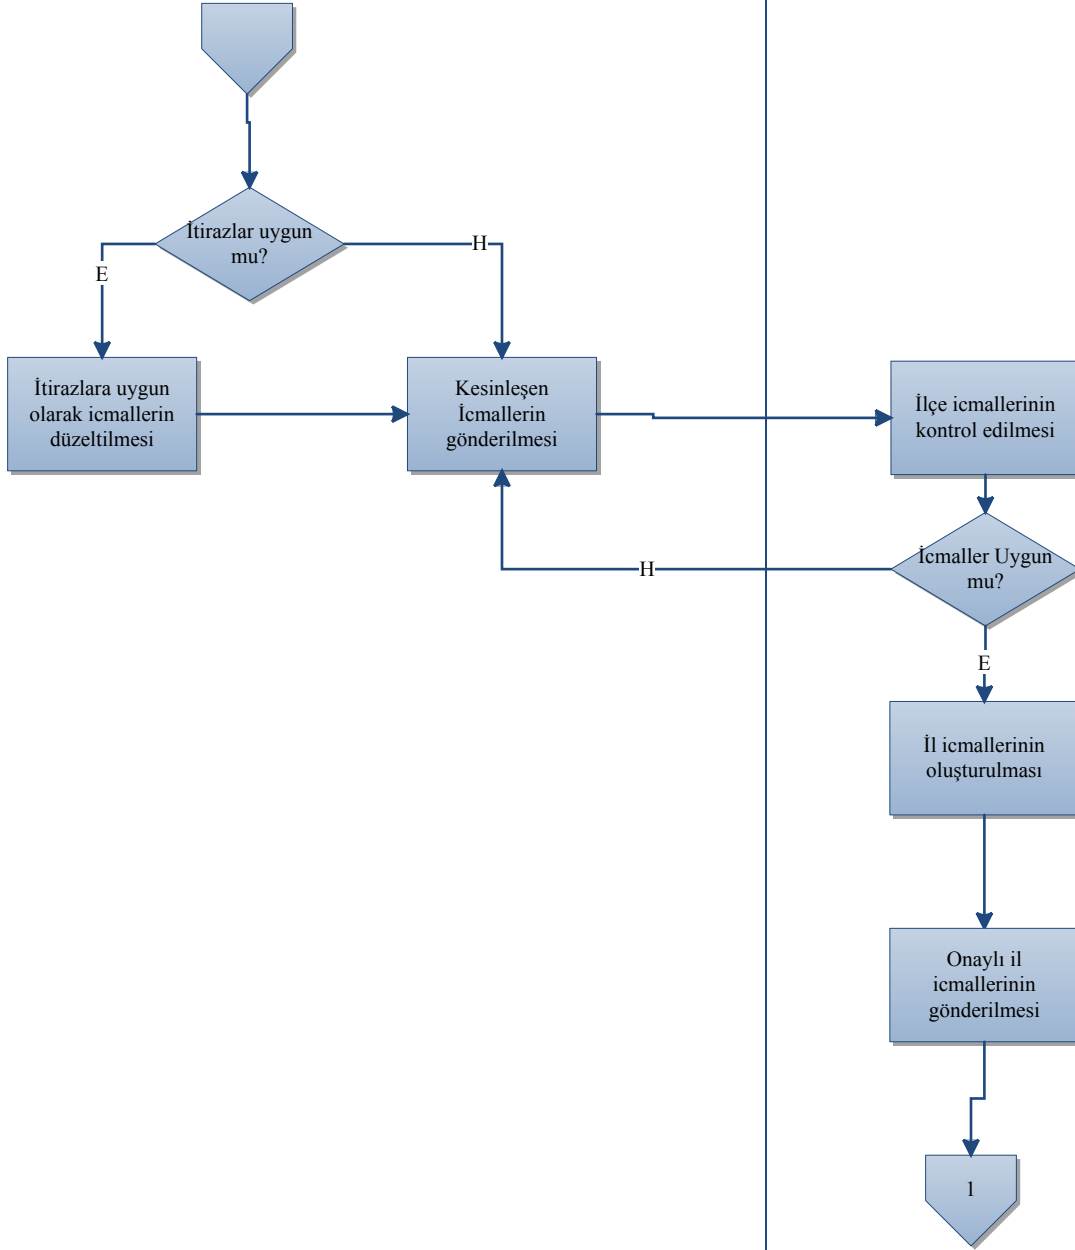 İtirazlar uygun
mu?
H
E
İtirazlara uygun
olarak icmallerin
düzeltilmesi
Kesinleşen
İcmallerin
gönderilmesi
İlçe icmallerinin
kontrol edilmesi
İcmaller Uygun
mu?
H
E
İl icmallerinin
oluşturulması
Onaylı il
icmallerinin
gönderilmesi
1